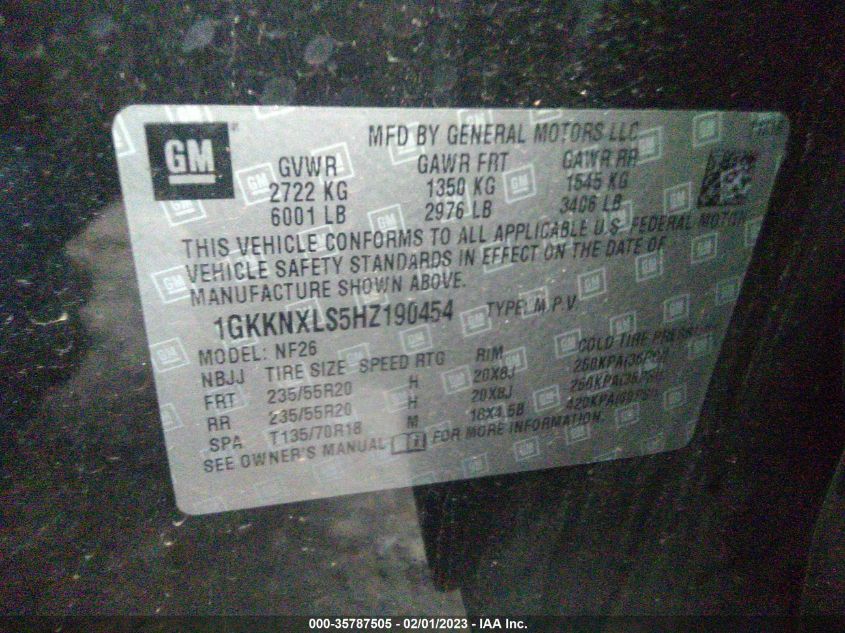 GM MFD BY GENERAL MOTORS LLC
GVWR GAWR FRT GAWR RR
2722 KG 1350 KG 1545 KG
6001 LB 2976 LB 3406 LB
THIS VEHICLE CONFORMS TO ALL APPLICABLE U.S. FEDERAL MOTOR
VEHICLE SAFETY STANDARDS IN EFFECT ON THE DATE OF
MANUFACTURE SHOWN ABOVE.
1GKKNXLS5HZ190454 TYPE: M.P.V.
MODEL: NF26
NBJJ TIRE SIZE SPEED RTG RIM COLD TIRE PRESSURE
FRT 235/55R20 H 20X8J
RR 235/55R20 H 20X8J
SPA T135/70R18 M 18X4.5B
SEE OWNER'S MANUAL FOR MORE INFORMATION.
000-35787505 - 02/01/2023 - IAA Inc.